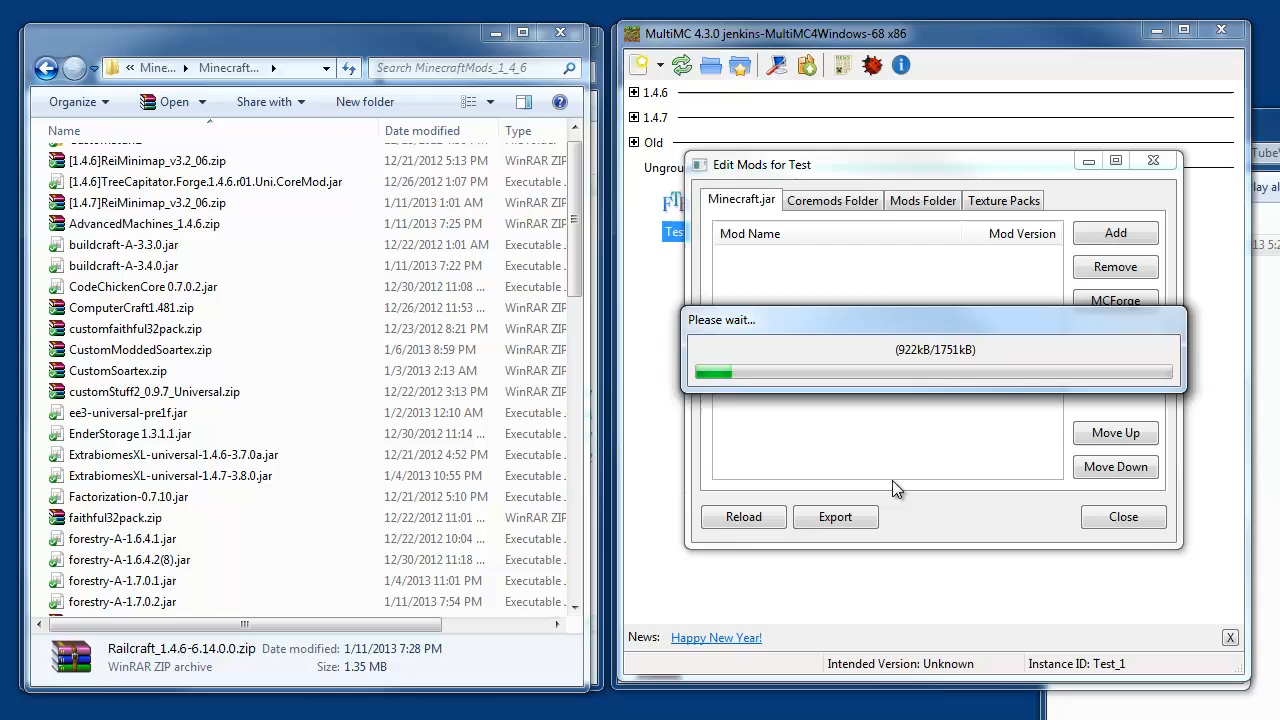 Mine... Minecraft... Search MinecraftMods_1_4_6
Organize Open Share with New folder
Name Date modified Type
[1.4.6]ReiMinimap_v3.2_06.zip 12/21/2012 5:13 PM WinRAR ZIP
[1.4.6]TreeCapitator.Forge.1.4.6.r01.Uni.CoreMod.jar 12/26/2012 1:07 PM Executable
[1.4.7]ReiMinimap_v3.2_06.zip 1/11/2013 1:01 AM WinRAR ZIP
AdvancedMachines_1.4.6.zip 1/11/2013 7:25 PM WinRAR ZIP
buildcraft-A-3.3.0.jar 12/22/2012 1:01 AM Executable
buildcraft-A-3.4.0.jar 1/11/2013 7:22 PM Executable
CodeChickenCore 0.7.0.2.jar 12/30/2012 11:08 ... Executable
ComputerCraft1.481.zip 12/26/2012 11:53 ... WinRAR ZIP
customfaithful32pack.zip 12/23/2012 8:21 PM WinRAR ZIP
CustomModdedSoartex.zip 1/6/2013 8:59 PM WinRAR ZIP
CustomSoartex.zip 1/3/2013 2:13 AM WinRAR ZIP
customStuff2_0.9.7_Universal.zip 12/22/2012 3:13 PM WinRAR ZIP
ee3-universal-pre1f.jar 1/2/2013 12:10 AM Executable
EnderStorage 1.3.1.1.jar 12/30/2012 11:14 ... Executable
ExtrabiomesXL-universal-1.4.6-3.7.0a.jar 12/21/2012 4:52 PM Executable
ExtrabiomesXL-universal-1.4.7-3.8.0.jar 1/4/2013 10:55 PM Executable
Factorization-0.7.10.jar 12/21/2012 5:10 PM Executable
faithful32pack.zip 12/22/2012 11:01 ... WinRAR ZIP
forestry-A-1.6.4.1.jar 12/22/2012 11:03 ... Executable
forestry-A-1.6.4.2(8).jar 12/30/2012 11:18 ... Executable
forestry-A-1.7.0.1.jar 1/4/2013 11:01 PM Executable
forestry-A-1.7.0.2.jar 1/11/2013 7:54 PM Executable
Railcraft_1.4.6-6.14.0.0.zip Date modified: 1/11/2013 7:28 PM
WinRAR ZIP archive Size: 1.35 MB
MultiMC 4.3.0 jenkins-MultiMC4Windows-68 x86
1.4.6
1.4.7
Old
Ungrou
Tes
Edit Mods for Test
Minecraft.jar Coremods Folder Mods Folder Texture Packs
Mod Name Mod Version
Add
Remove
MCForge
Please wait...
(922kB/1751kB)
Move Up
Move Down
Reload Export Close
News: Happy New Year! X
Intended Version: Unknown Instance ID: Test_1